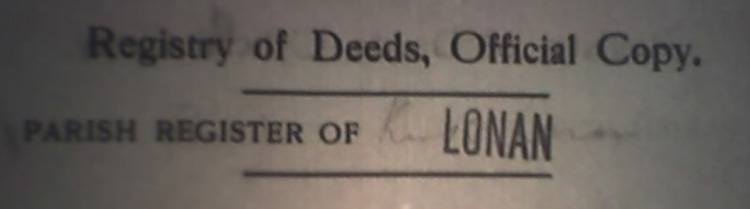 Registry of Deeds, Official Copy.
PARISH REGISTER OF LONAN